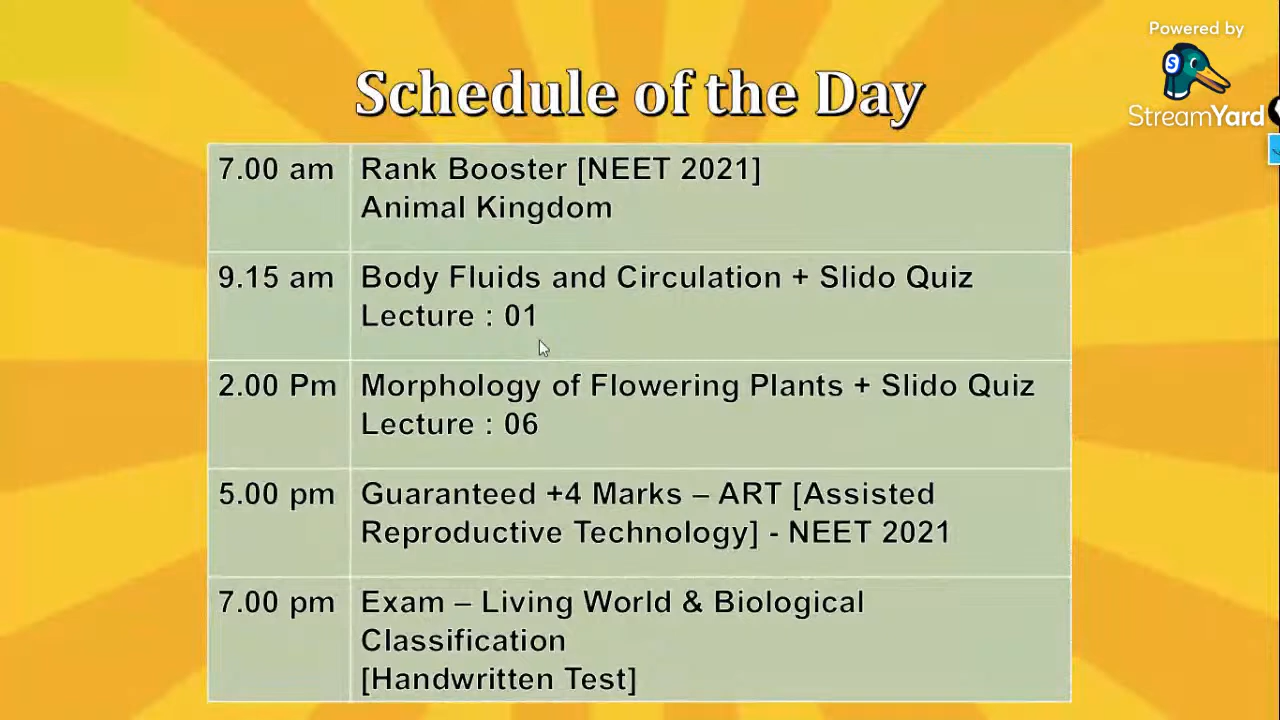 Powered by
StreamYard
Schedule of the Day
7.00 am
Rank Booster [NEET 2021]
Animal Kingdom
9.15 am
Body Fluids and Circulation + Slido Quiz
Lecture : 01
2.00 Pm
Morphology of Flowering Plants + Slido Quiz
Lecture : 06
5.00 pm
Guaranteed +4 Marks – ART [Assisted
Reproductive Technology] - NEET 2021
7.00 pm
Exam – Living World & Biological
Classification
[Handwritten Test]